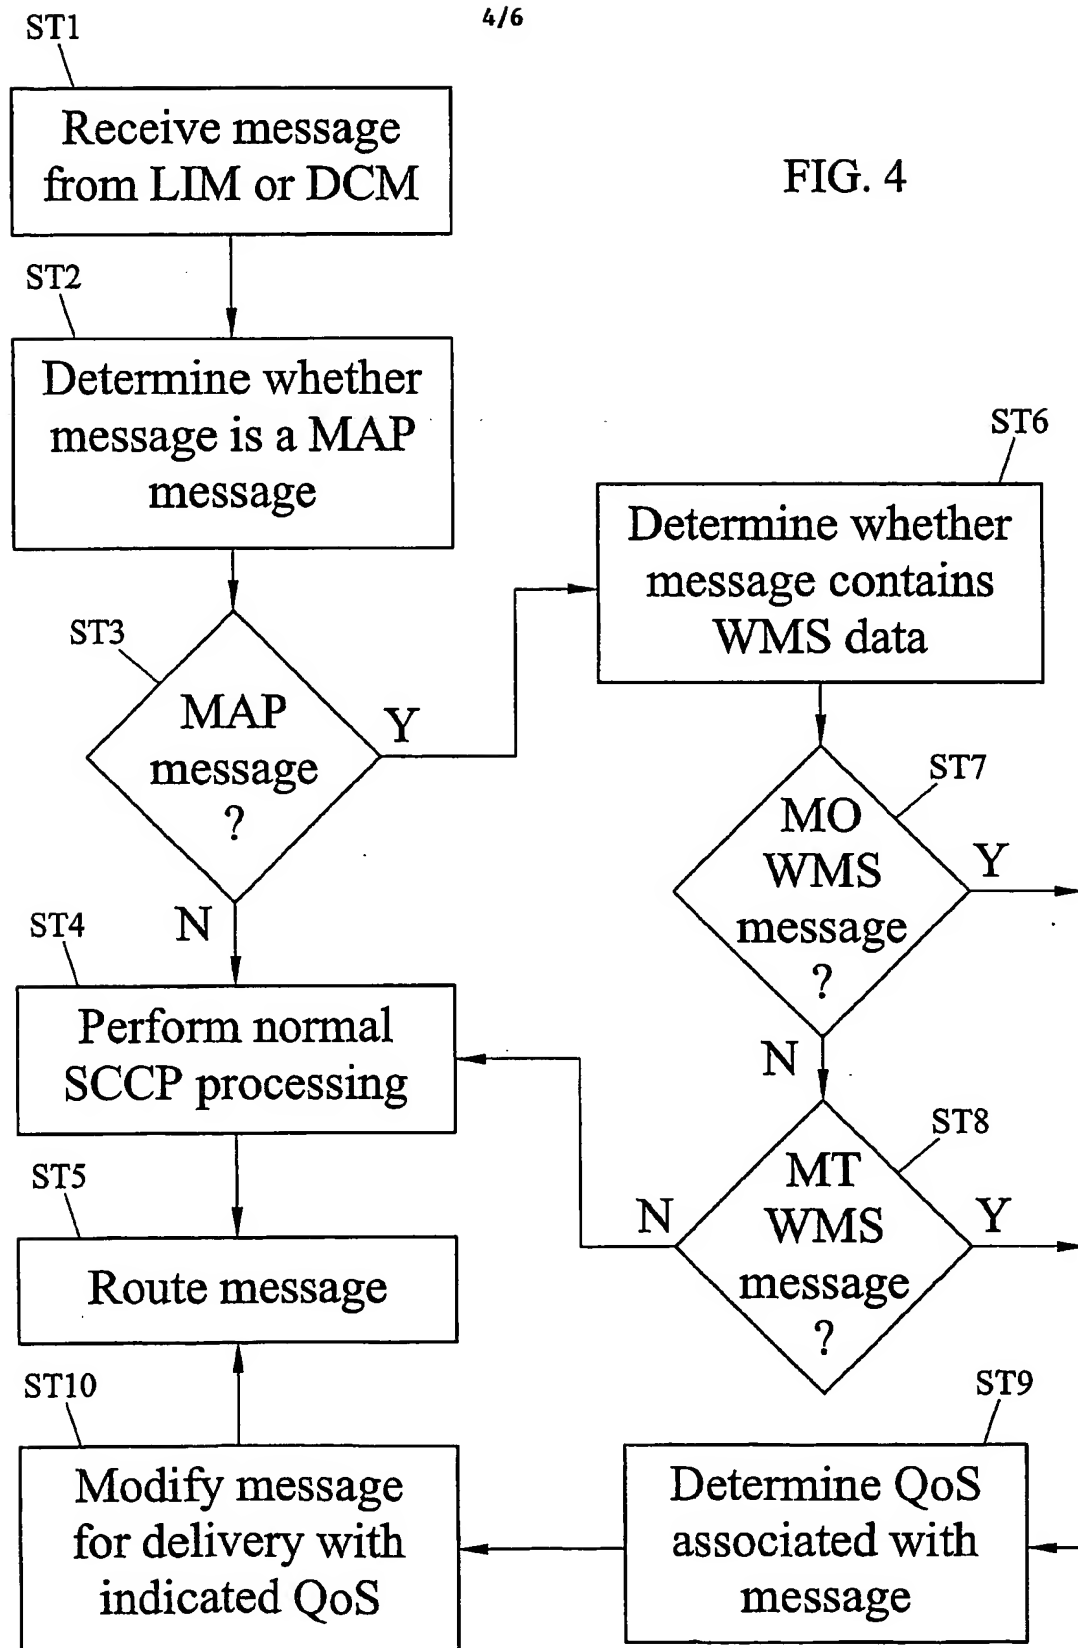 4/6
FIG. 4
ST1
Receive message
from LIM or DCM
ST2
Determine whether
message is a MAP
message
ST3
MAP
message
?
Y
N
ST4
Perform normal
SCCP processing
ST5
Route message
ST6
Determine whether
message contains
WMS data
ST7
MO
WMS
message
?
Y
N
ST8
MT
WMS
message
?
N
Y
ST9
Determine QoS
associated with
message
ST10
Modify message
for delivery with
indicated QoS